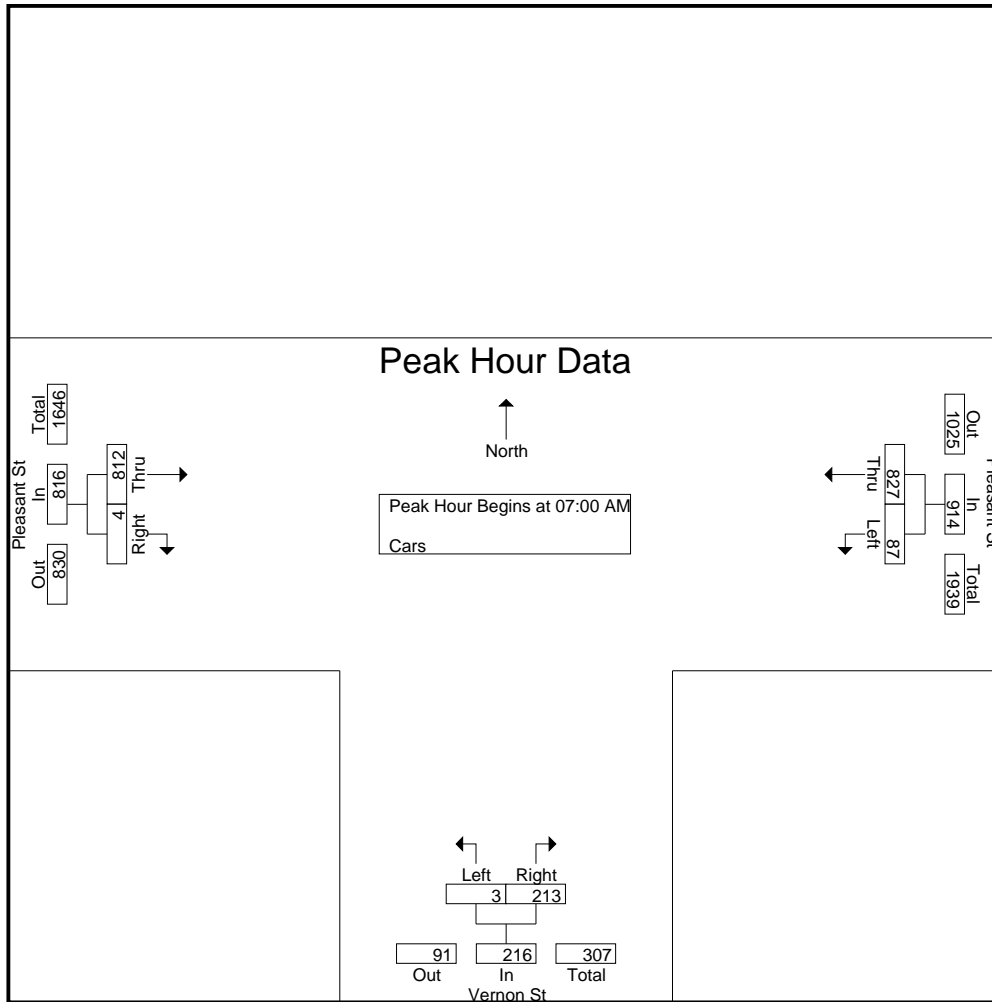 Peak Hour Data
North
Peak Hour Begins at 07:00 AM
Cars
Pleasant St
Total
1646
In
816
Out
830
812
Thru
4
Right
Out
1025
In
914
Total
1939
Pleasant St
827
Thru
87
Left
Left Right
3 213
91 216 307
Out In Total
Vernon St